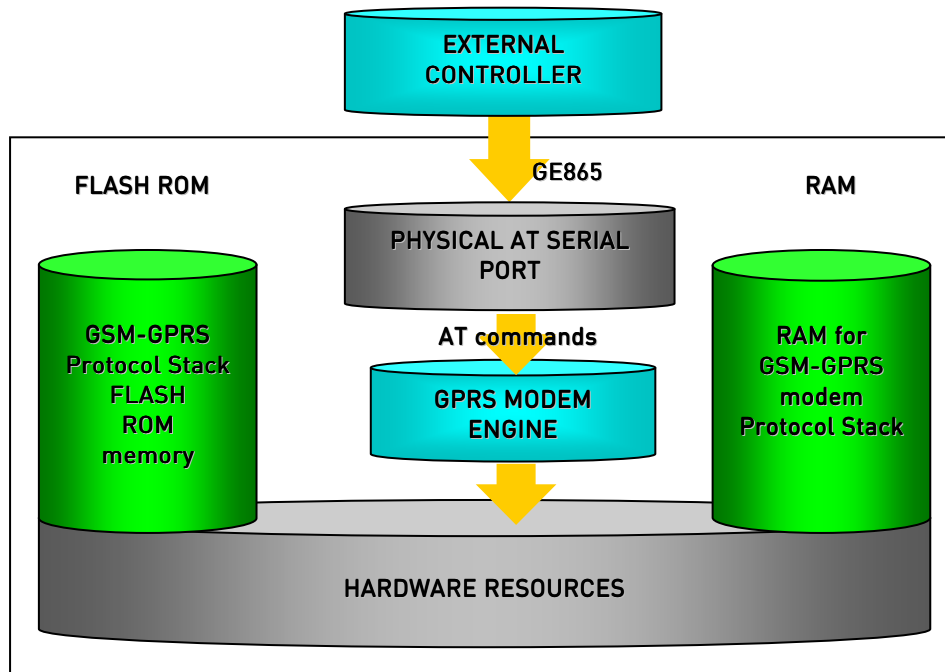 EXTERNAL
CONTROLLER
GE865
FLASH ROM
RAM
PHYSICAL AT SERIAL
PORT
AT commands
GSM-GPRS
Protocol Stack
FLASH
ROM
memory
GPRS MODEM
ENGINE
RAM for
GSM-GPRS
modem
Protocol Stack
HARDWARE RESOURCES